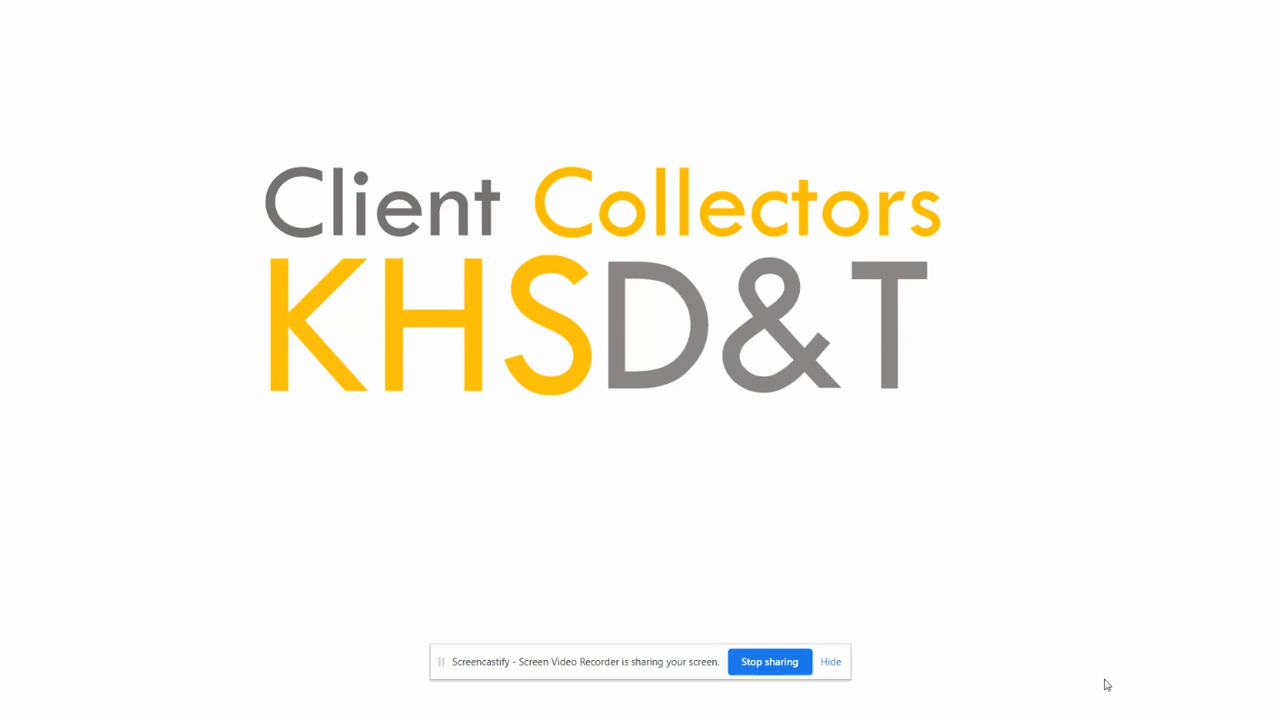 Client Collectors
KHSD&T
Screencastify - Screen Video Recorder is sharing your screen. Stop sharing Hide